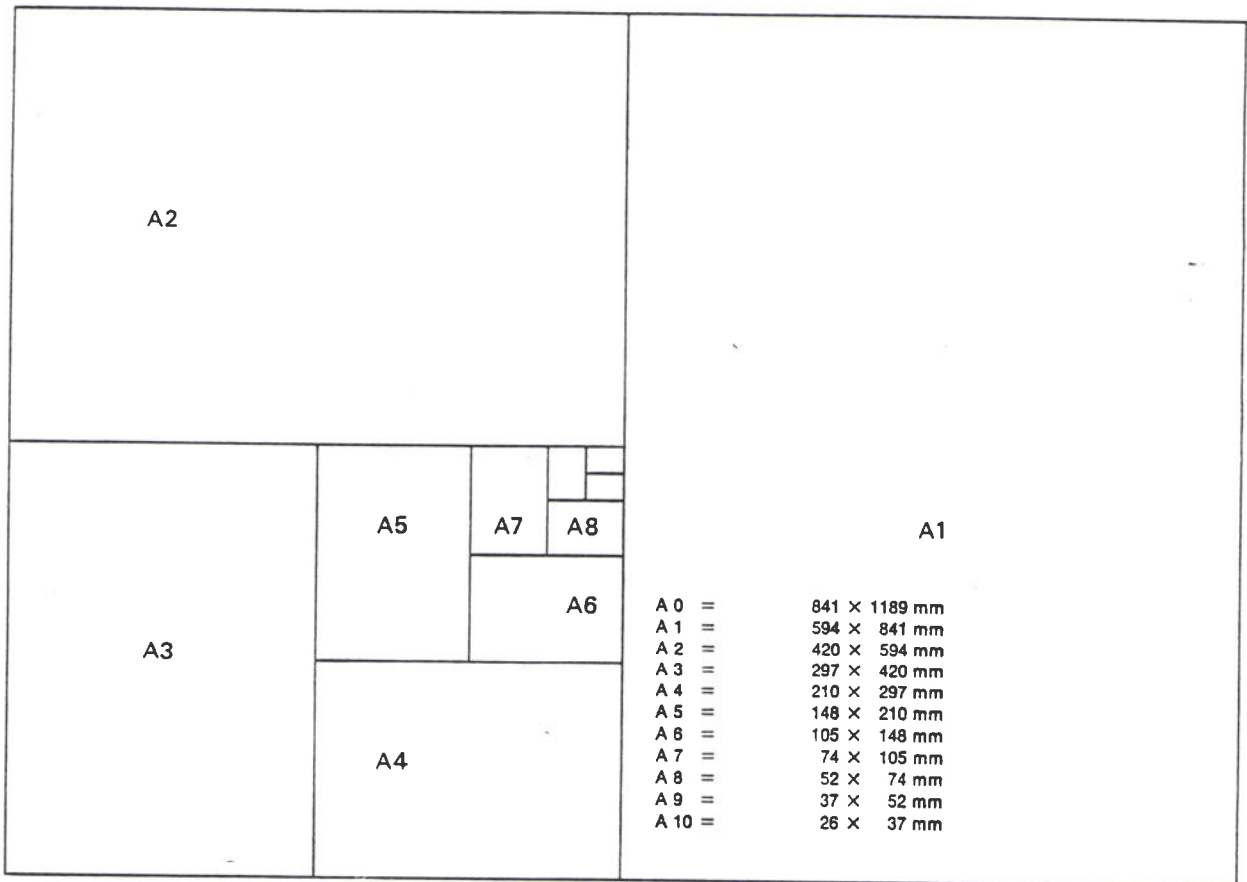 A2
A5
A7
A8
A1
A6
A3
A4
A 0 = 841 × 1189 mm
A 1 = 594 × 841 mm
A 2 = 420 × 594 mm
A 3 = 297 × 420 mm
A 4 = 210 × 297 mm
A 5 = 148 × 210 mm
A 6 = 105 × 148 mm
A 7 = 74 × 105 mm
A 8 = 52 × 74 mm
A 9 = 37 × 52 mm
A 10 = 26 × 37 mm